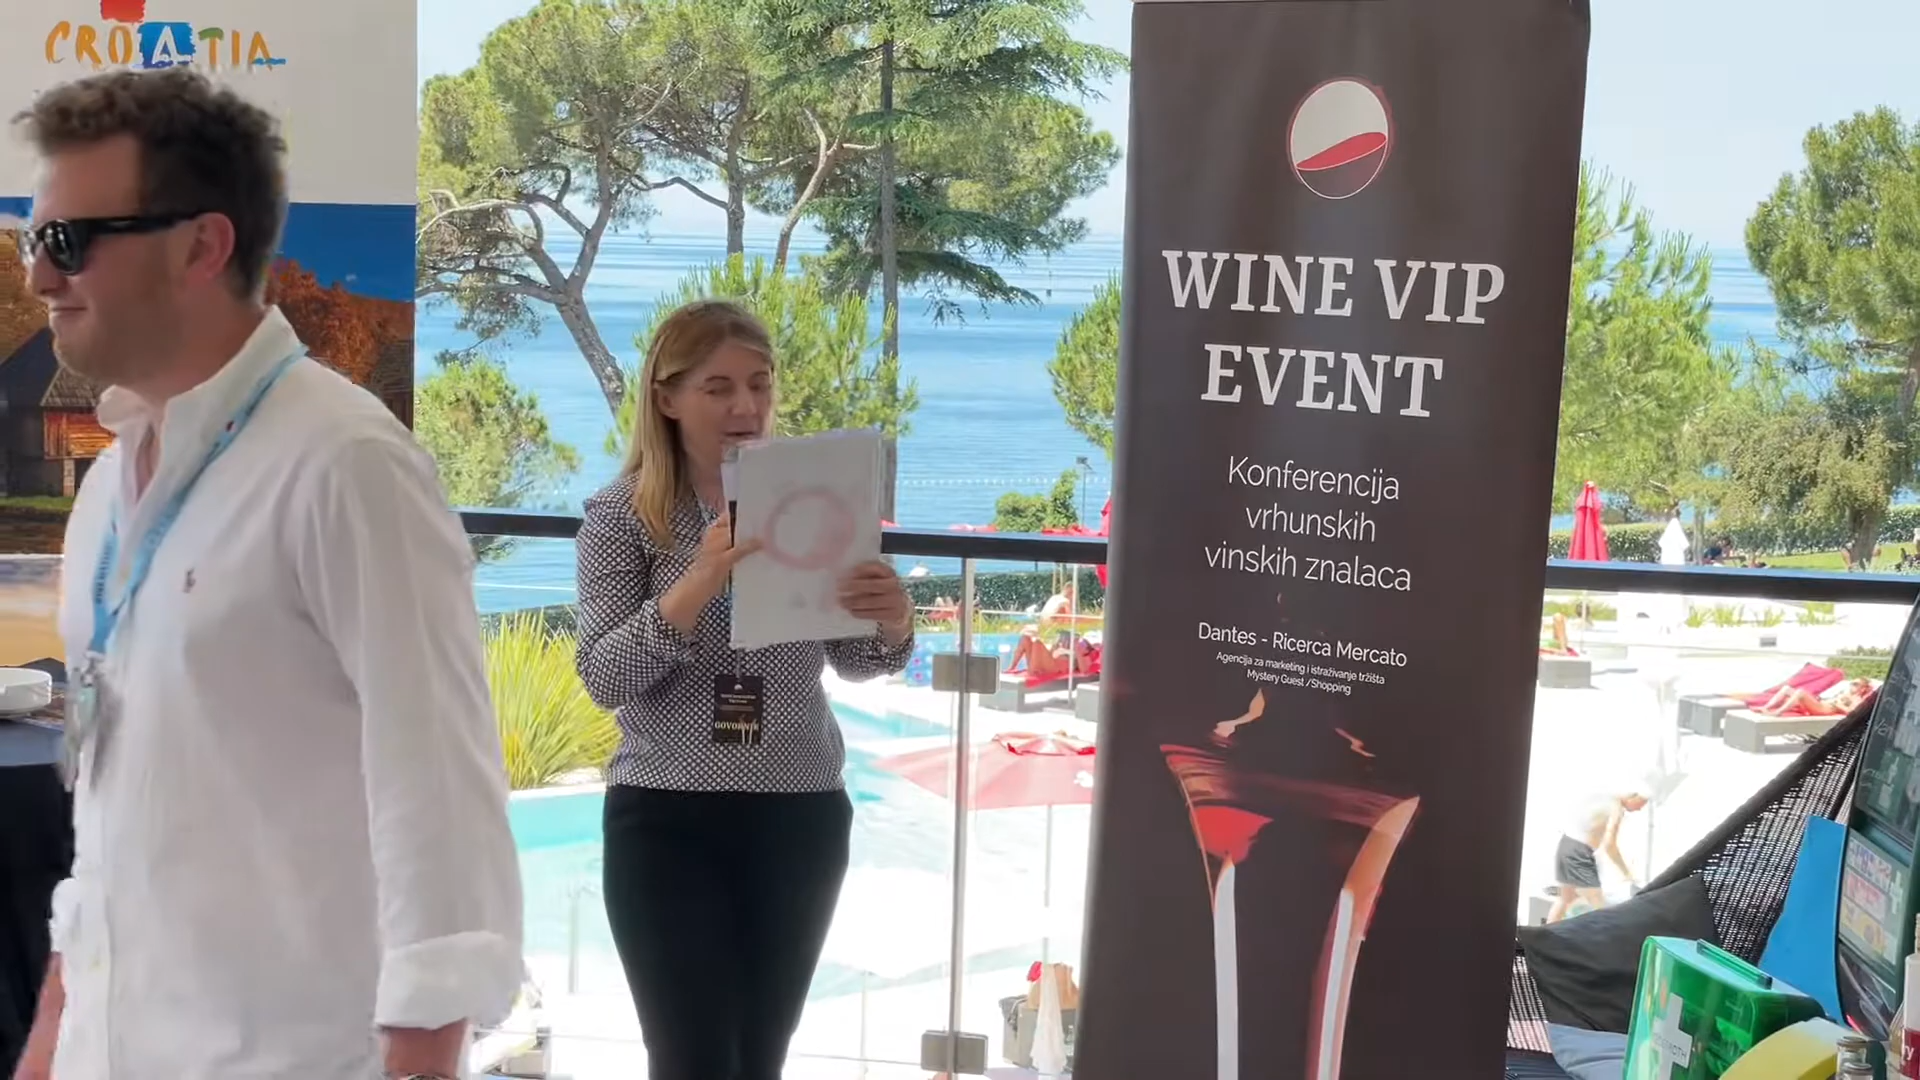 CROATIA
WINE VIP
EVENT
Konferencija
vrhunskih
vinskih znalaca
Dantes - Ricerca Mercato
Agencija za marketing i istraživanje tržišta
Mystery Guest /Shopping
GOVORNIK